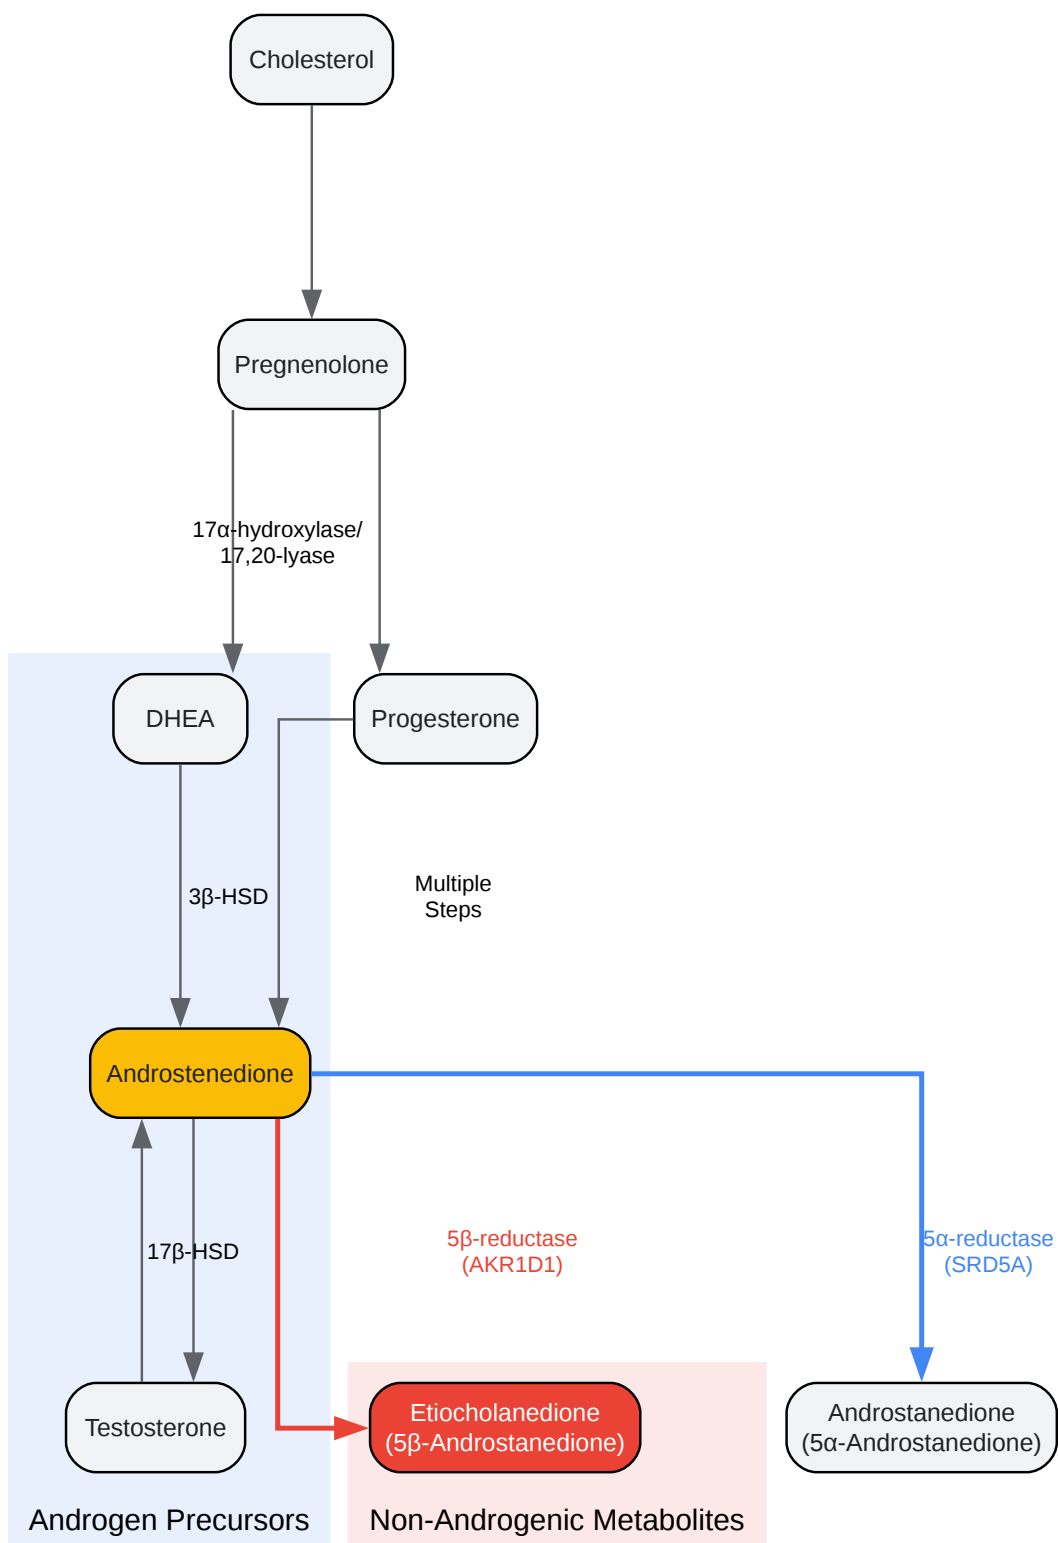 Cholesterol
Pregnenolone
17α-hydroxylase/
17,20-lyase
DHEA
Progesterone
3β-HSD
Multiple
Steps
Androstenedione
17β-HSD
5β-reductase
(AKR1D1)
5α-reductase
(SRD5A)
Testosterone
Etiocholanedione
(5β-Androstanedione)
Androstanedione
(5α-Androstanedione)
Androgen Precursors
Non-Androgenic Metabolites